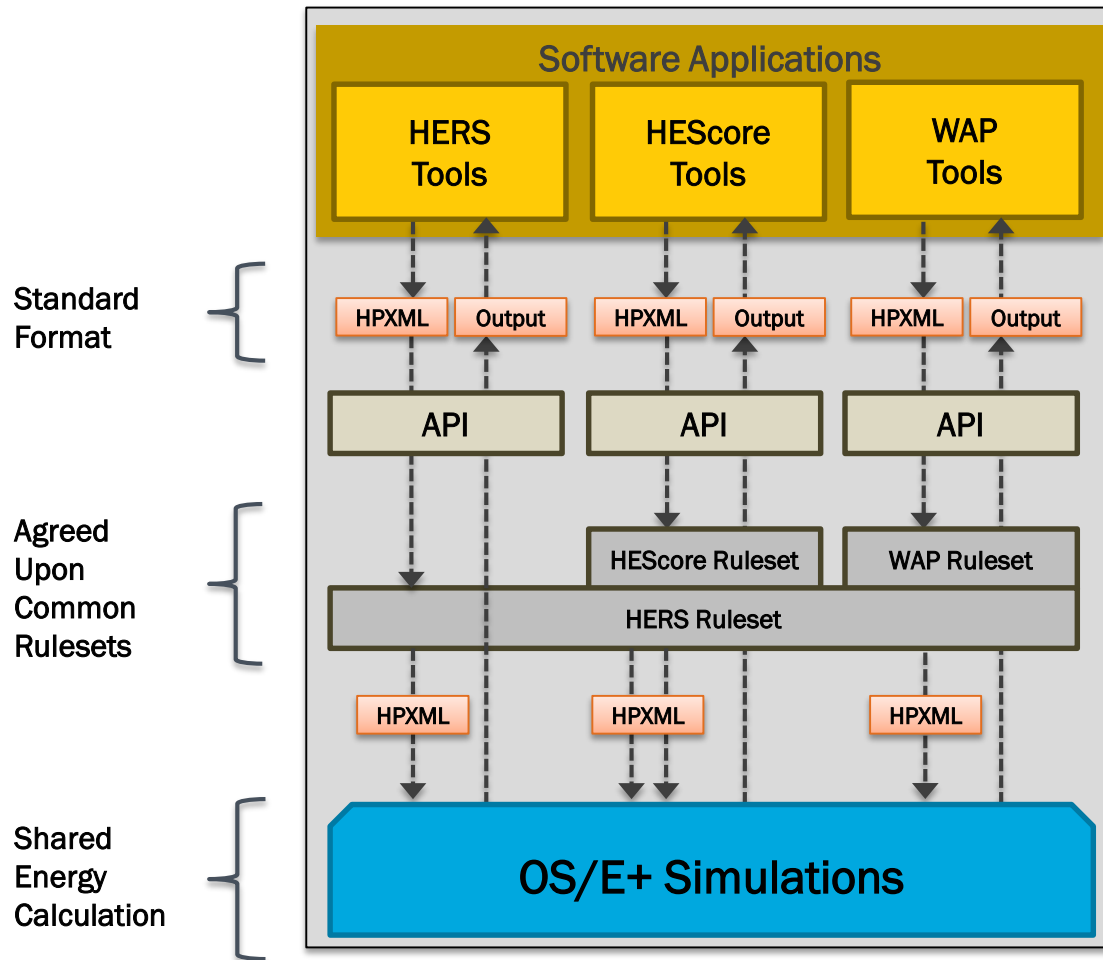 Software Applications
HERS
Tools
HEScore
Tools
WAP
Tools
Standard
Format
HPXML
Output
HPXML
Output
HPXML
Output
API
API
API
Agreed
Upon
Common
Rulesets
HEScore Ruleset
WAP Ruleset
HERS Ruleset
HPXML
HPXML
HPXML
Shared
Energy
Calculation
OS/E+ Simulations